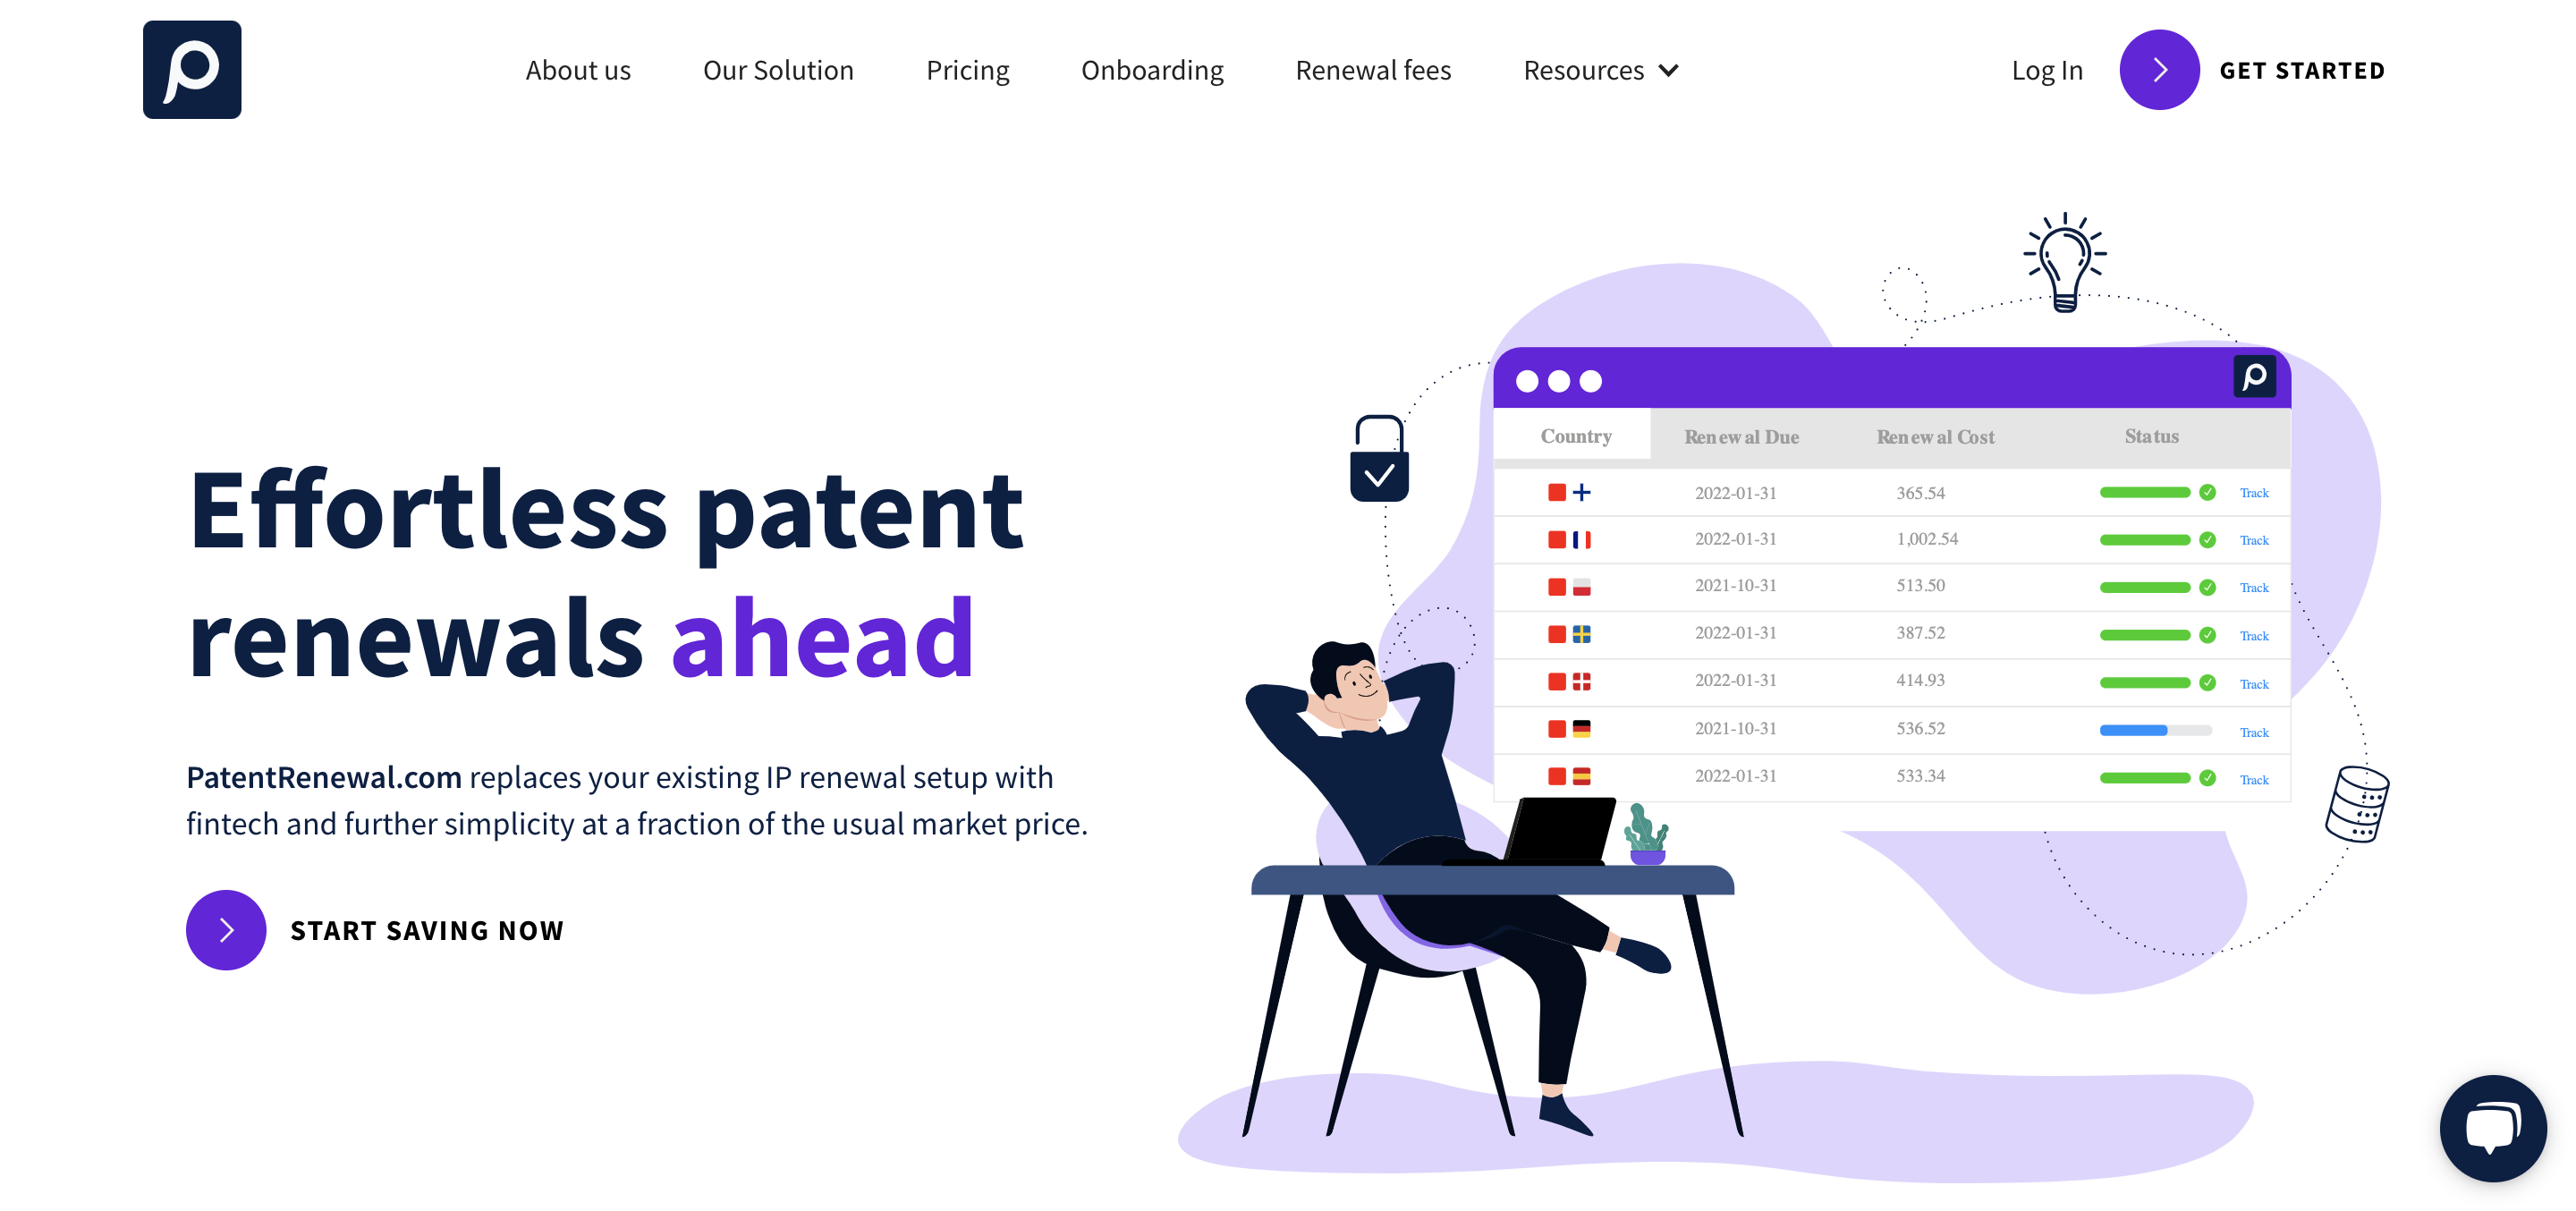 About us Our Solution Pricing Onboarding Renewal fees Resources Log In GET STARTED
Effortless patent
renewals ahead
PatentRenewal.com replaces your existing IP renewal setup with
fintech and further simplicity at a fraction of the usual market price.
START SAVING NOW
Country Renewal Due Renewal Cost Status
2022-01-31 365.54 Track
2022-01-31 1,002.54 Track
2021-10-31 513.50 Track
2022-01-31 387.52 Track
2022-01-31 414.93 Track
2021-10-31 536.52 Track
2022-01-31 533.34 Track